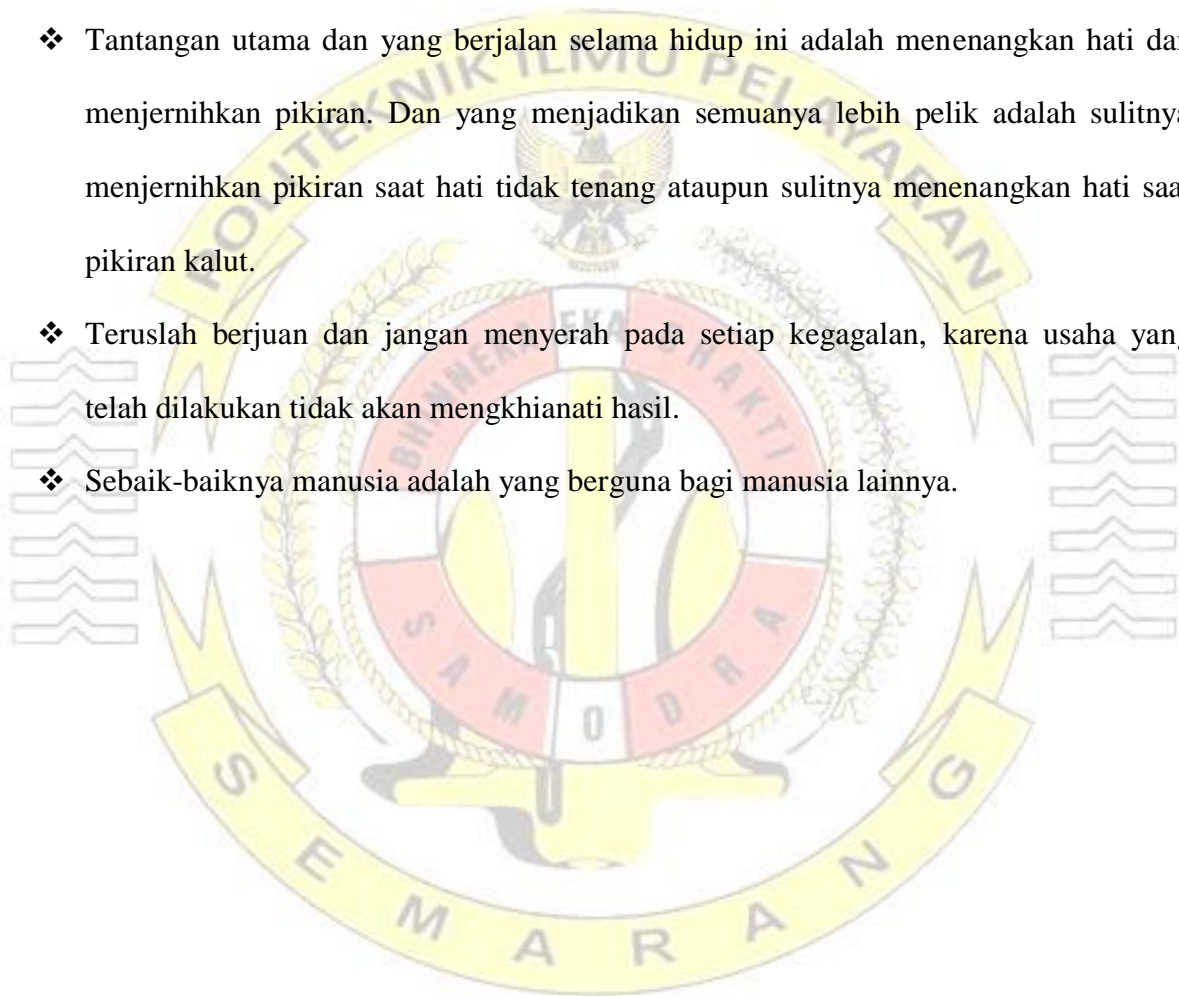 ❖ Tantangan utama dan yang berjalan selama hidup ini adalah menenangkan hati dan
menjernihkan pikiran. Dan yang menjadikan semuanya lebih pelik adalah sulitnya
menjernihkan pikiran saat hati tidak tenang ataupun sulitnya menenangkan hati saat
pikiran kalut.
❖ Teruslah berjuan dan jangan menyerah pada setiap kegagalan, karena usaha yang
telah dilakukan tidak akan mengkhianati hasil.
❖ Sebaik-baiknya manusia adalah yang berguna bagi manusia lainnya.
POLITEKNIK ILMU PELAYARAN
BHINNEKA EKA BHAKTI
SAMODRA
SEMARANG